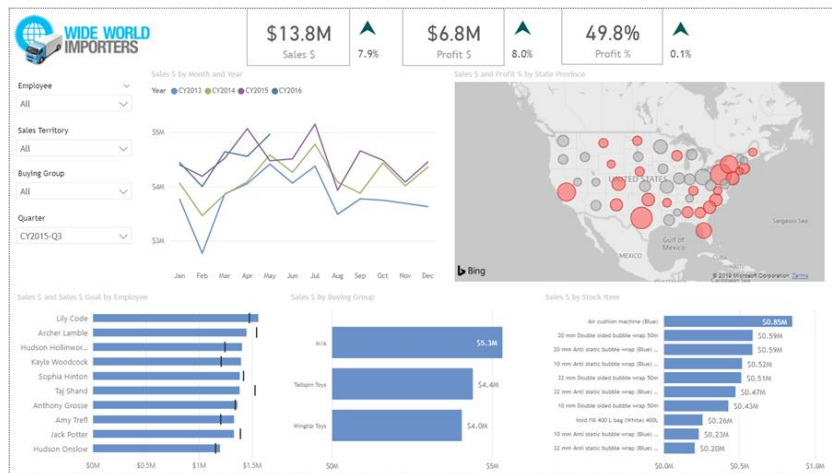 WIDE WORLD
IMPORTERS
$13.8M
Sales $
7.9%
$6.8M
Profit $
8.0%
49.8%
Profit %
0.1%
Employee
All
Sales Territory
All
Buying Group
All
Quarter
CY2015-Q3
Sales $ by Month and Year
Year CY2013 CY2014 CY2015 CY2016
$5M
$4M
$3M
Jan Feb Mar Apr May Jun Jul Aug Sep Oct Nov Dec
Sales $ and Profit % by State Province
UNITED STATES
MEXICO
Gulf of
Mexico
CUBA
Sargasso Sea
Bing
Microsoft Corporation Terms
Sales $ and Sales $ Goal by Employee
Lily Code
Archer Lamble
Hudson Hollinwor...
Kayla Woodcock
Sophia Hinton
Taj Shand
Anthony Grosse
Amy Trefl
Jack Potter
Hudson Onslow
$0M $0.5M $1M $1.5M
Sales $ by Buying Group
N/A $5.3M
Tailspin Toys $4.4M
Wingtip Toys $4.0M
$0M $5M
Sales $ by Stock Item
Air cushion machine (Blue) $0.85M
20 mm Double sided bubble wrap 50m $0.59M
20 mm Anti static bubble wrap (Blue) ... $0.59M
10 mm Anti static bubble wrap (Blue) ... $0.52M
32 mm Double sided bubble wrap 50m $0.51M
32 mm Anti static bubble wrap (Blue) ... $0.47M
10 mm Double sided bubble wrap 50m $0.43M
Void fill 400 L bag (White) 400L $0.26M
10 mm Anti static bubble wrap (Blue) ... $0.23M
32 mm Anti static bubble wrap (Blue) ... $0.20M
$0.0M $0.5M $1.0M